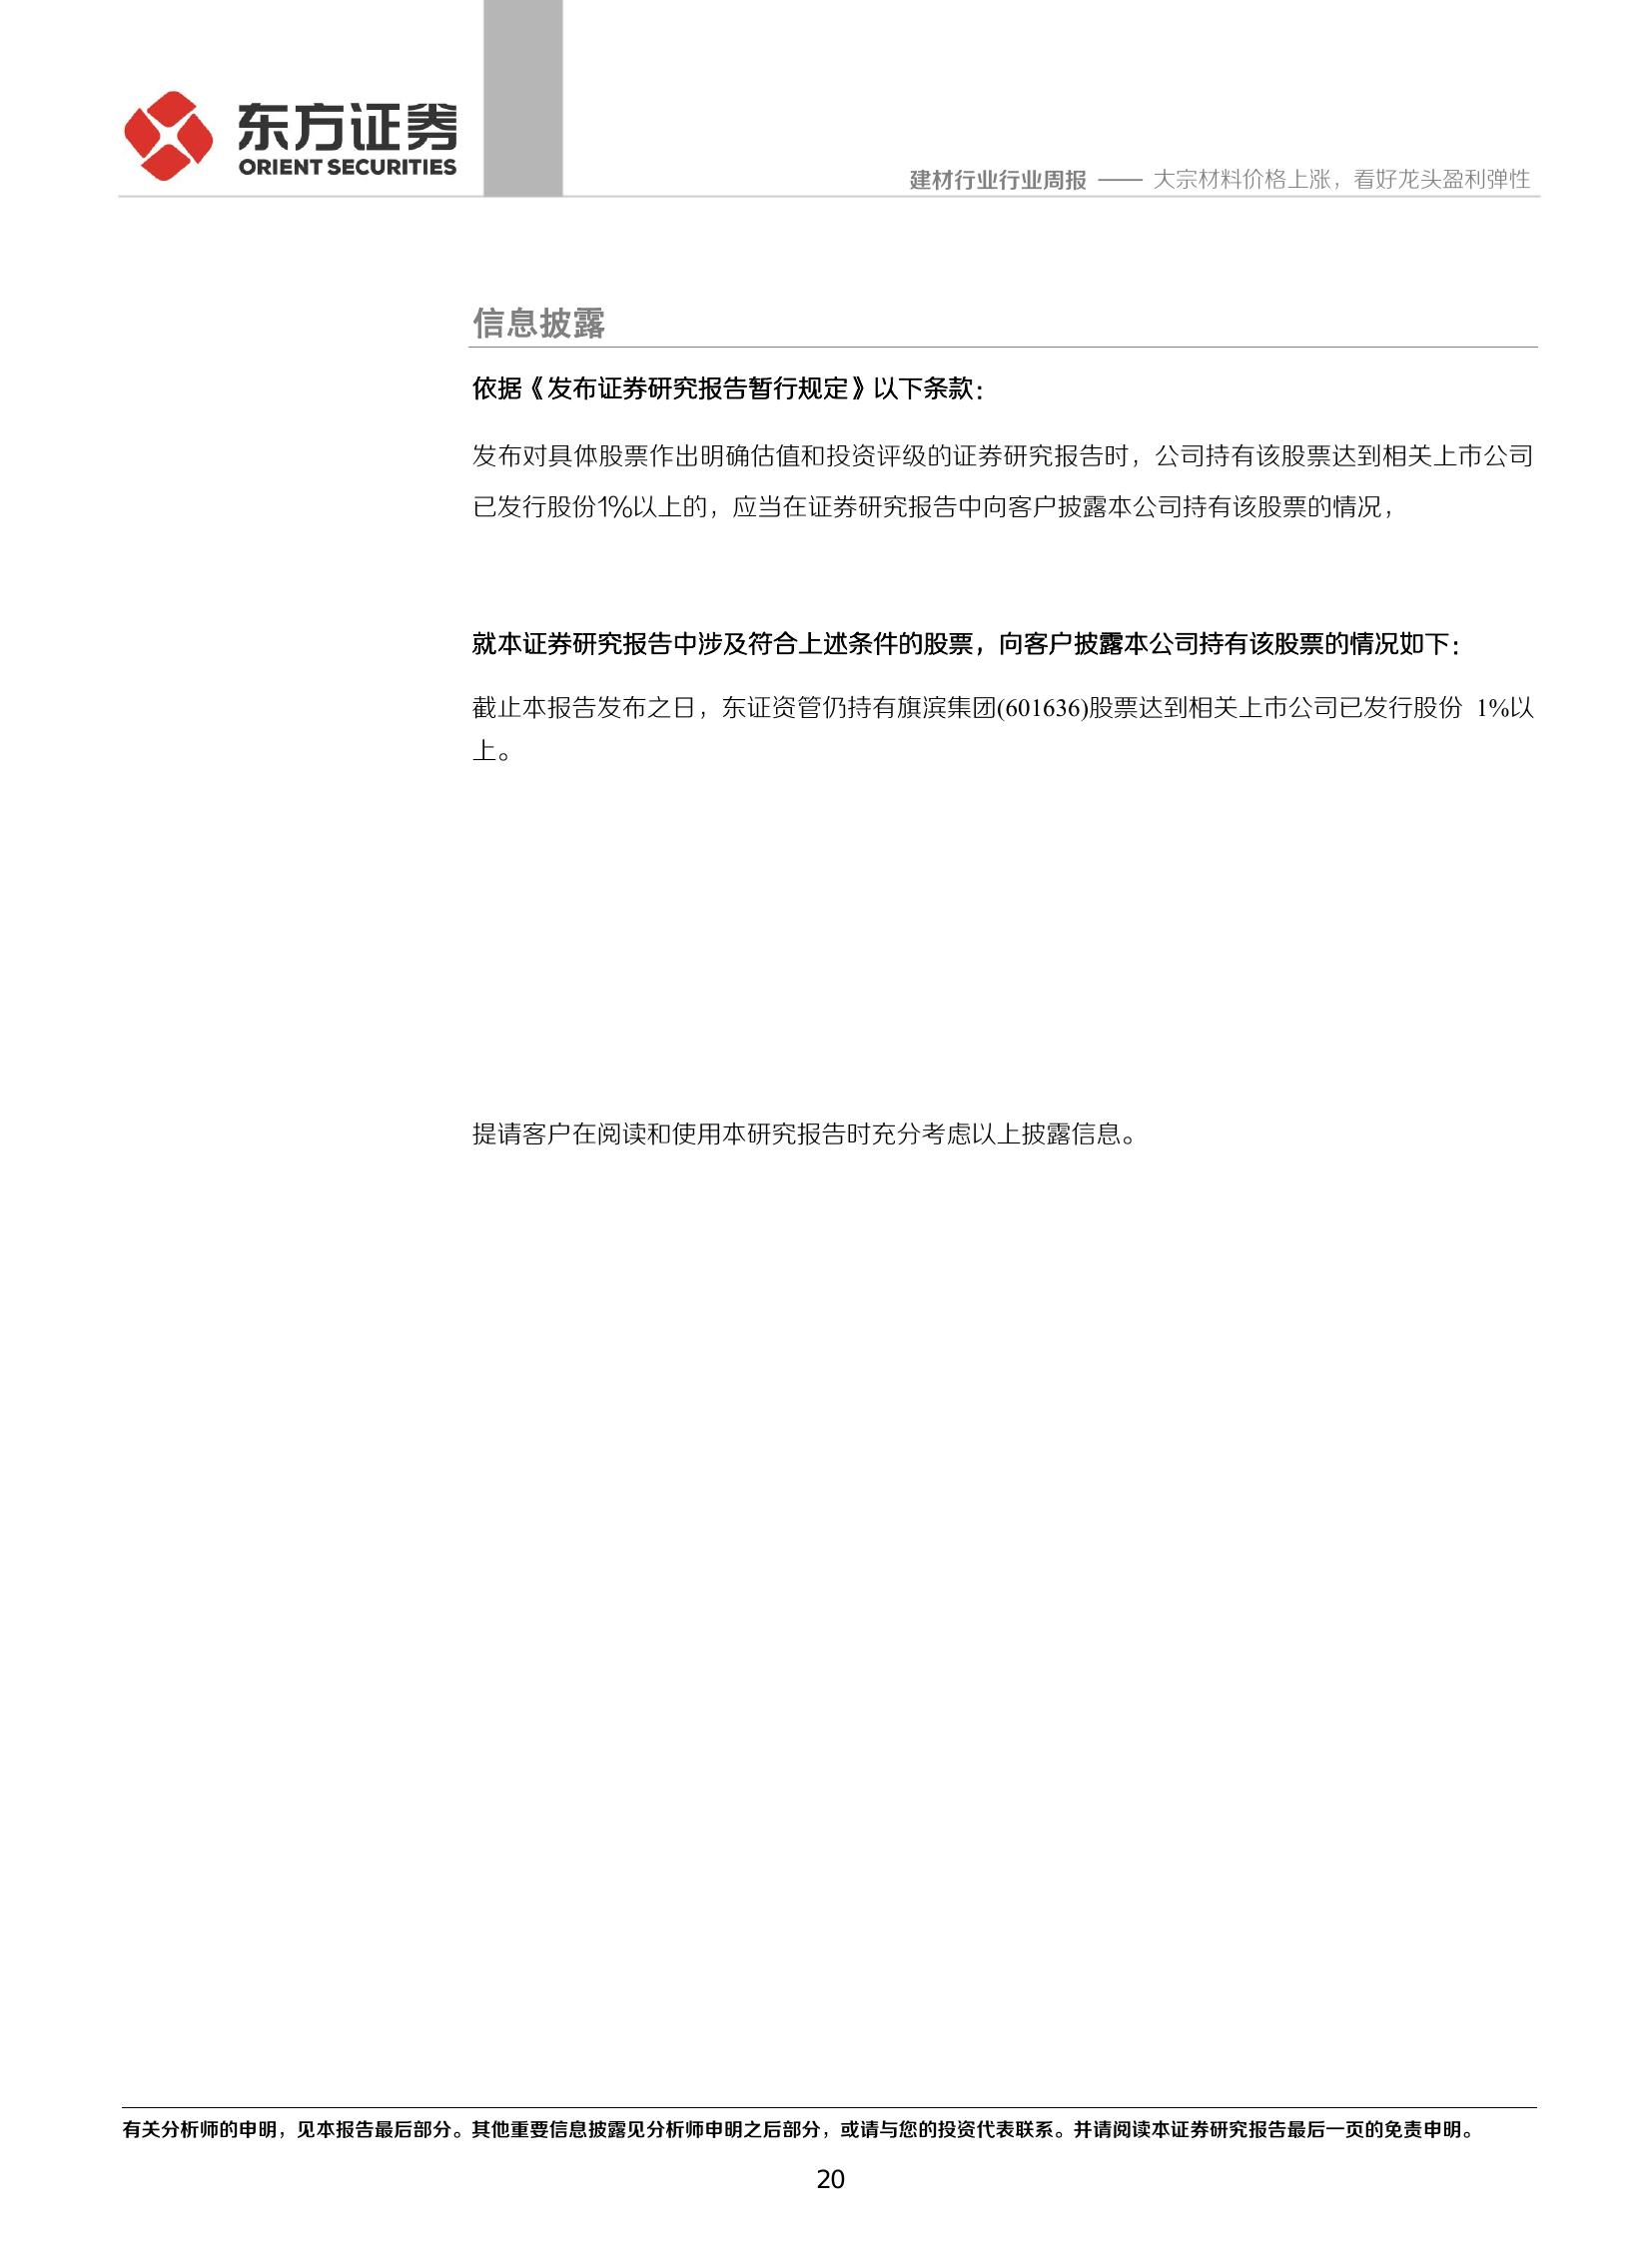 东方证券
ORIENT SECURITIES
建材行业行业周报 —— 大宗材料价格上涨，看好龙头盈利弹性
信息披露
依据《发布证券研究报告暂行规定》以下条款：
发布对具体股票作出明确估值和投资评级的证券研究报告时，公司持有该股票达到相关上市公司
已发行股份1%以上的，应当在证券研究报告中向客户披露本公司持有该股票的情况，
就本证券研究报告中涉及符合上述条件的股票，向客户披露本公司持有该股票的情况如下：
截止本报告发布之日，东证资管仍持有旗滨集团(601636)股票达到相关上市公司已发行股份 1%以
上。
提请客户在阅读和使用本研究报告时充分考虑以上披露信息。
有关分析师的申明，见本报告最后部分。其他重要信息披露见分析师申明之后部分，或请与您的投资代表联系。并请阅读本证券研究报告最后一页的免责申明。
20